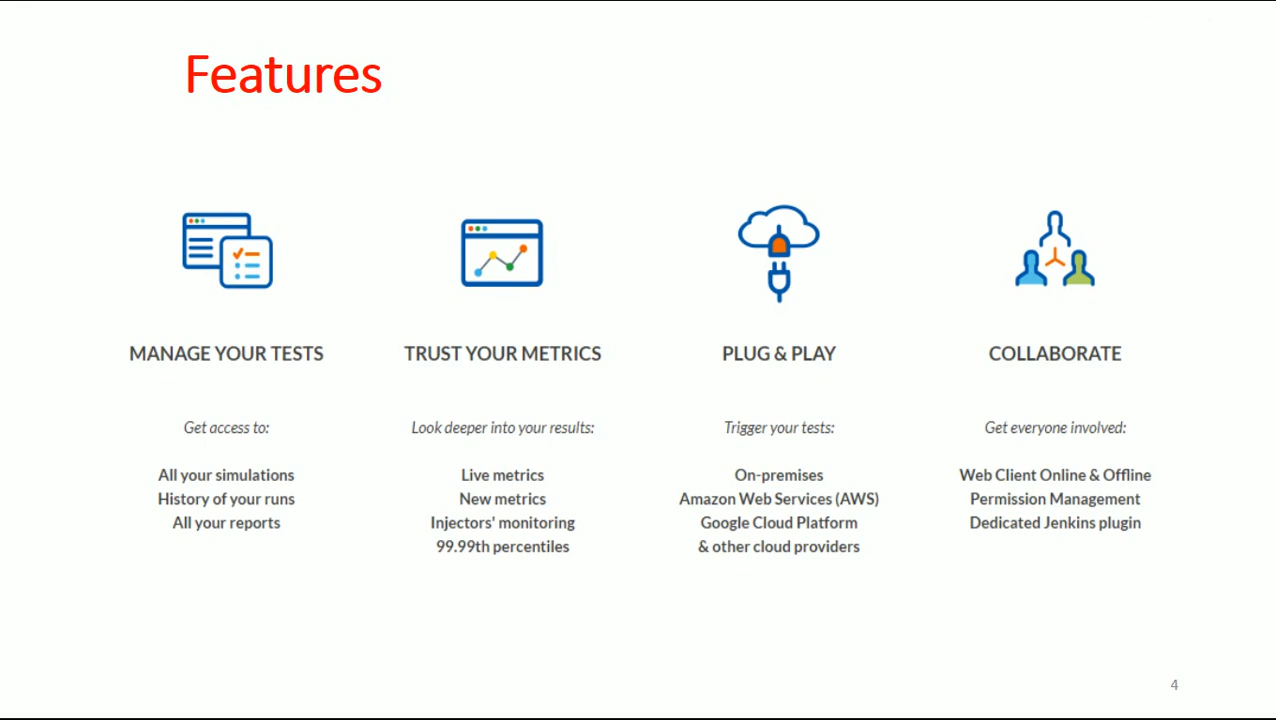 Features
MANAGE YOUR TESTS
Get access to:
All your simulations
History of your runs
All your reports
TRUST YOUR METRICS
Look deeper into your results:
Live metrics
New metrics
Injectors' monitoring
99.99th percentiles
PLUG & PLAY
Trigger your tests:
On-premises
Amazon Web Services (AWS)
Google Cloud Platform
& other cloud providers
COLLABORATE
Get everyone involved:
Web Client Online & Offline
Permission Management
Dedicated Jenkins plugin
4